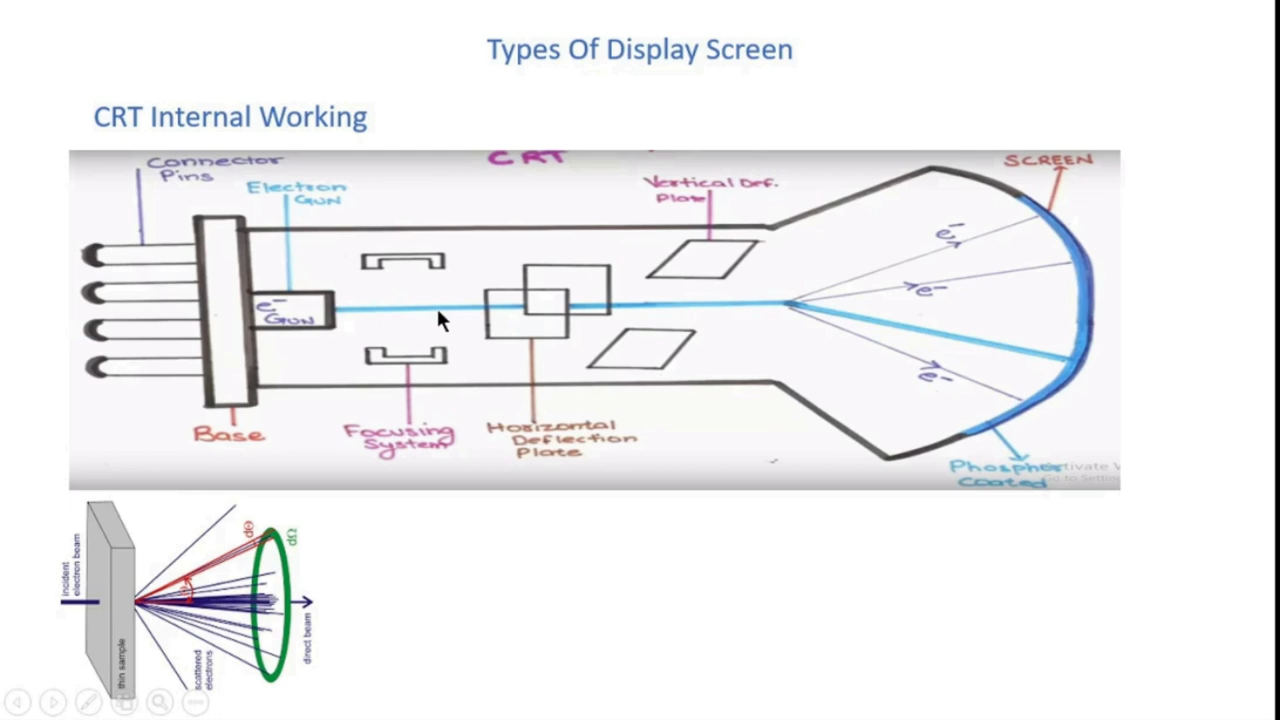 Types Of Display Screen
CRT Internal Working
Connector
Pins
CRT
SCREEN
Electron
GUN
Vertical Def.
Plate
e-
e-
e-
e-
GUN
Base
Focusing
System
Horizontal
Deflection
Plate
Phosphor
Coated
incident
electron beam
thin sample
scattered
electrons
dΘ
dΩ
direct beam